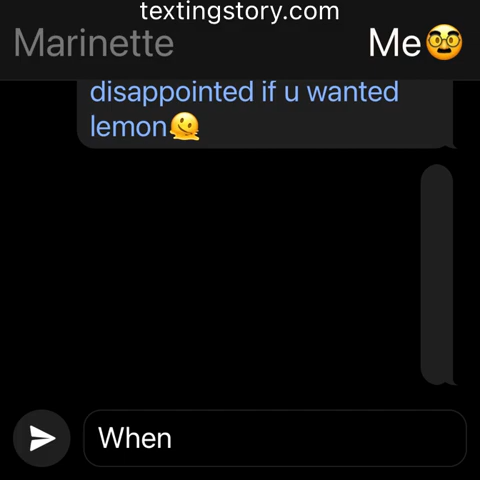 textingstory.com
Marinette
Me🥸
disappointed if u wanted
lemon🫠
When